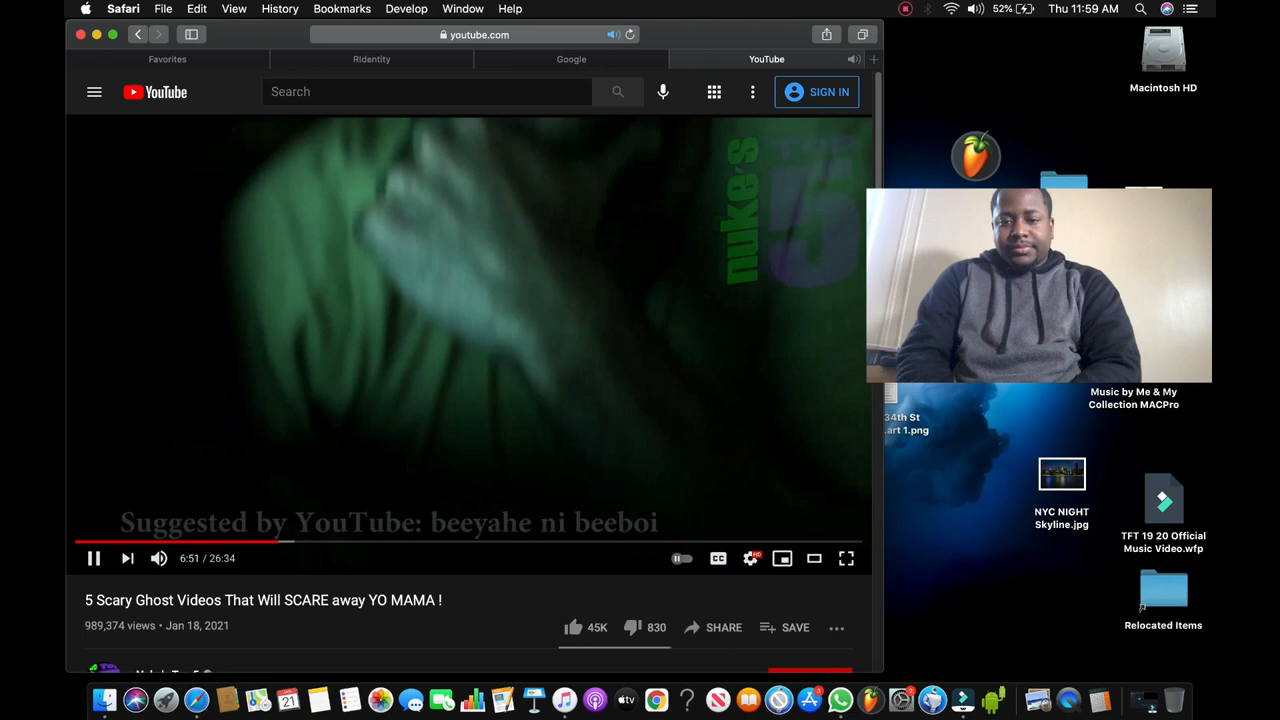 Safari File Edit View History Bookmarks Develop Window Help
52% Thu 11:59 AM
youtube.com
Favorites RIdentity Google YouTube
YouTube
Search
SIGN IN
nuke's
TOP
5
Suggested by YouTube: beeyahe ni beeboi
6:51 / 26:34
CC
HD
5 Scary Ghost Videos That Will SCARE away YO MAMA !
989,374 views • Jan 18, 2021
45K 830 SHARE SAVE
Macintosh HD
Music by Me & My
Collection MACPro
34th St
.art 1.png
NYC NIGHT
Skyline.jpg
TFT 19 20 Official
Music Video.wfp
Relocated Items